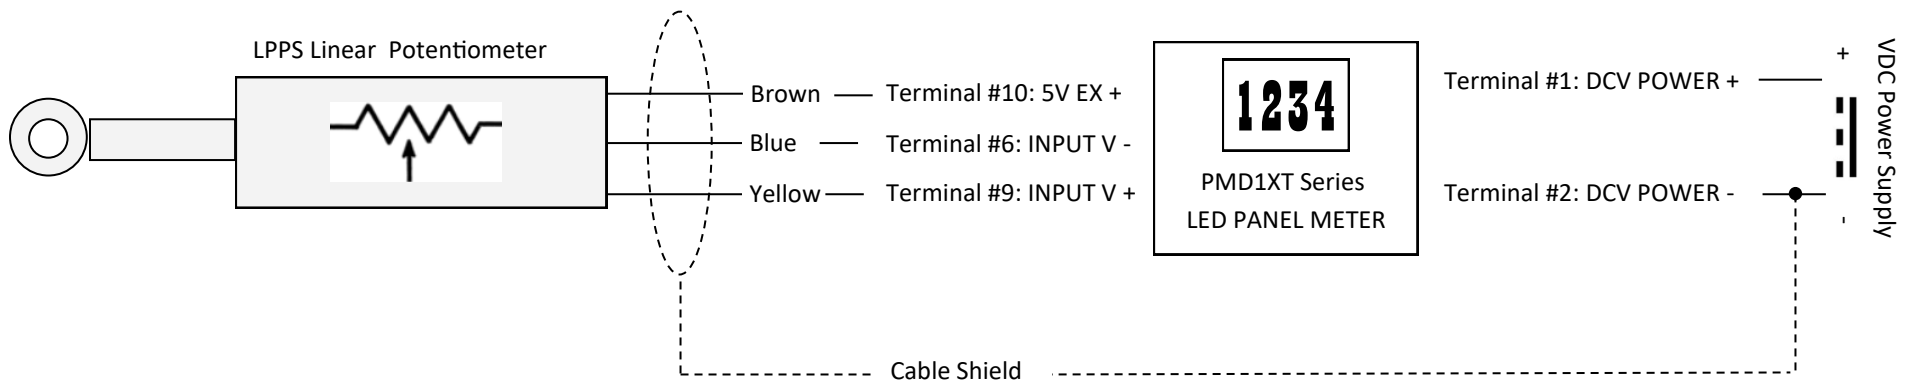 LPPS Linear Potentiometer
Brown
Terminal #10: 5V EX +
Blue
Terminal #6: INPUT V -
Yellow
Terminal #9: INPUT V +
1234
PMD1XT Series
LED PANEL METER
Terminal #1: DCV POWER +
Terminal #2: DCV POWER -
+
-
VDC Power Supply
Cable Shield